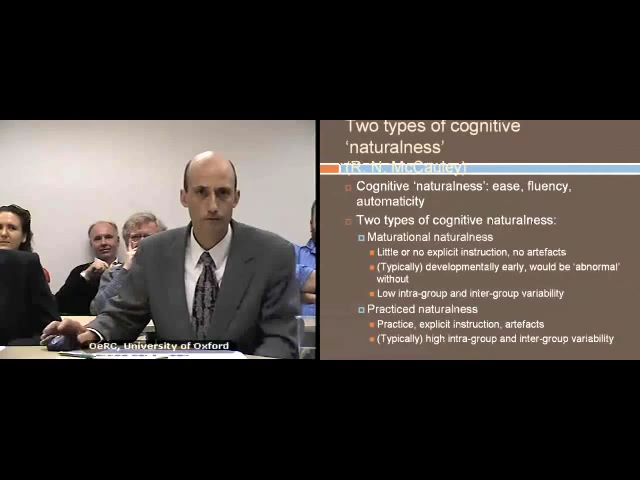 Two types of cognitive
‘naturalness’
(R. N. McCauley)
Cognitive ‘naturalness’: ease, fluency,
automaticity
Two types of cognitive naturalness:
Maturational naturalness
Little or no explicit instruction, no artefacts
(Typically) developmentally early, would be ‘abnormal’
without
Low intra-group and inter-group variability
Practiced naturalness
Practice, explicit instruction, artefacts
(Typically) high intra-group and inter-group variability
OeRC, University of Oxford